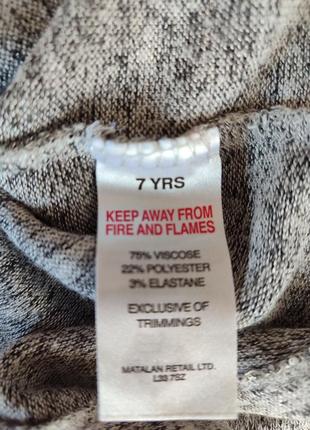 7 YRS
KEEP AWAY FROM
FIRE AND FLAMES
75% VISCOSE
22% POLYESTER
3% ELASTANE
EXCLUSIVE OF
TRIMMINGS
MATALAN RETAIL LTD.
L33 7SZ